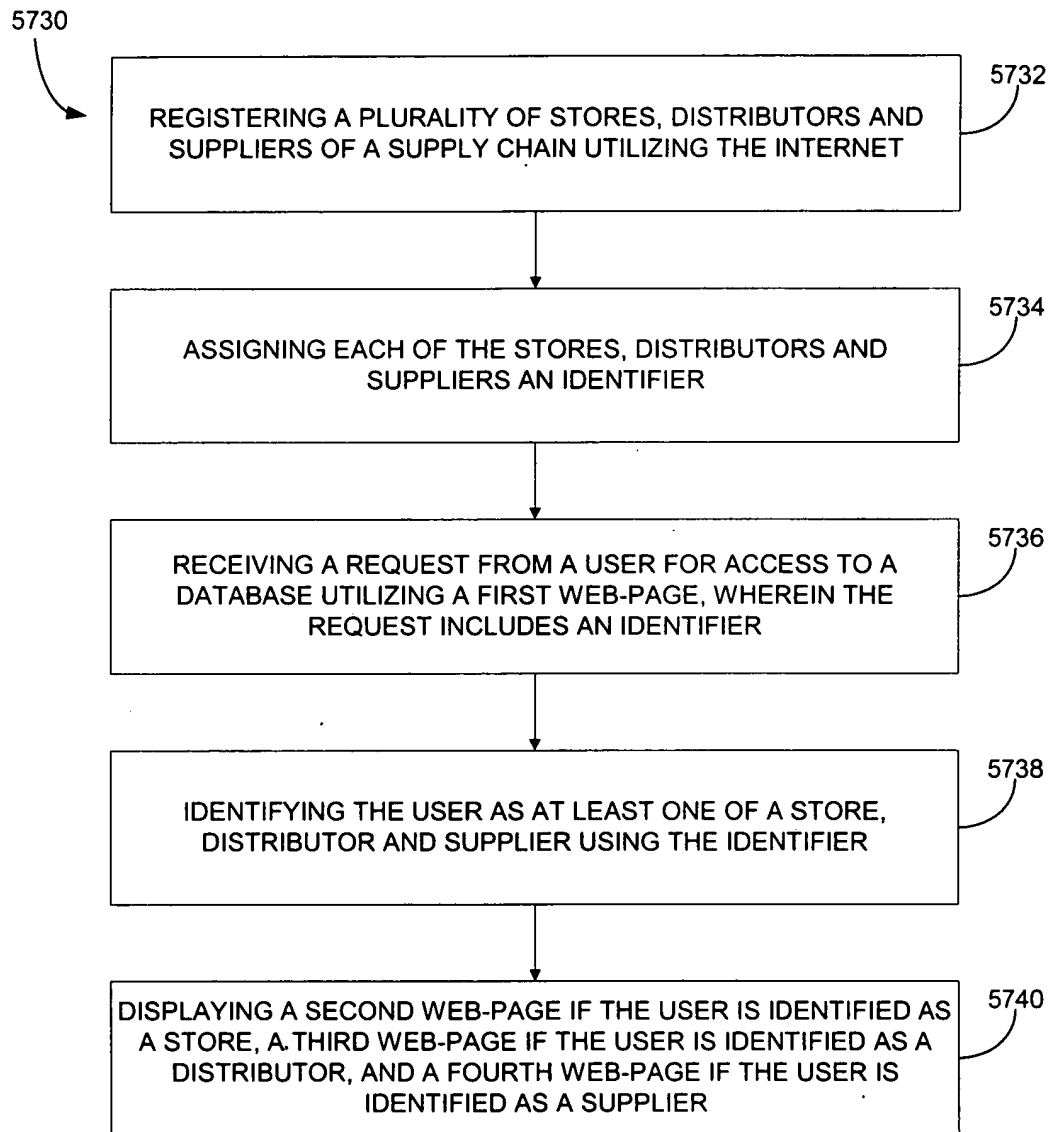 5730
5732
REGISTERING A PLURALITY OF STORES, DISTRIBUTORS AND
SUPPLIERS OF A SUPPLY CHAIN UTILIZING THE INTERNET
5734
ASSIGNING EACH OF THE STORES, DISTRIBUTORS AND
SUPPLIERS AN IDENTIFIER
5736
RECEIVING A REQUEST FROM A USER FOR ACCESS TO A
DATABASE UTILIZING A FIRST WEB-PAGE, WHEREIN THE
REQUEST INCLUDES AN IDENTIFIER
5738
IDENTIFYING THE USER AS AT LEAST ONE OF A STORE,
DISTRIBUTOR AND SUPPLIER USING THE IDENTIFIER
5740
DISPLAYING A SECOND WEB-PAGE IF THE USER IS IDENTIFIED AS
A STORE, A THIRD WEB-PAGE IF THE USER IS IDENTIFIED AS A
DISTRIBUTOR, AND A FOURTH WEB-PAGE IF THE USER IS
IDENTIFIED AS A SUPPLIER